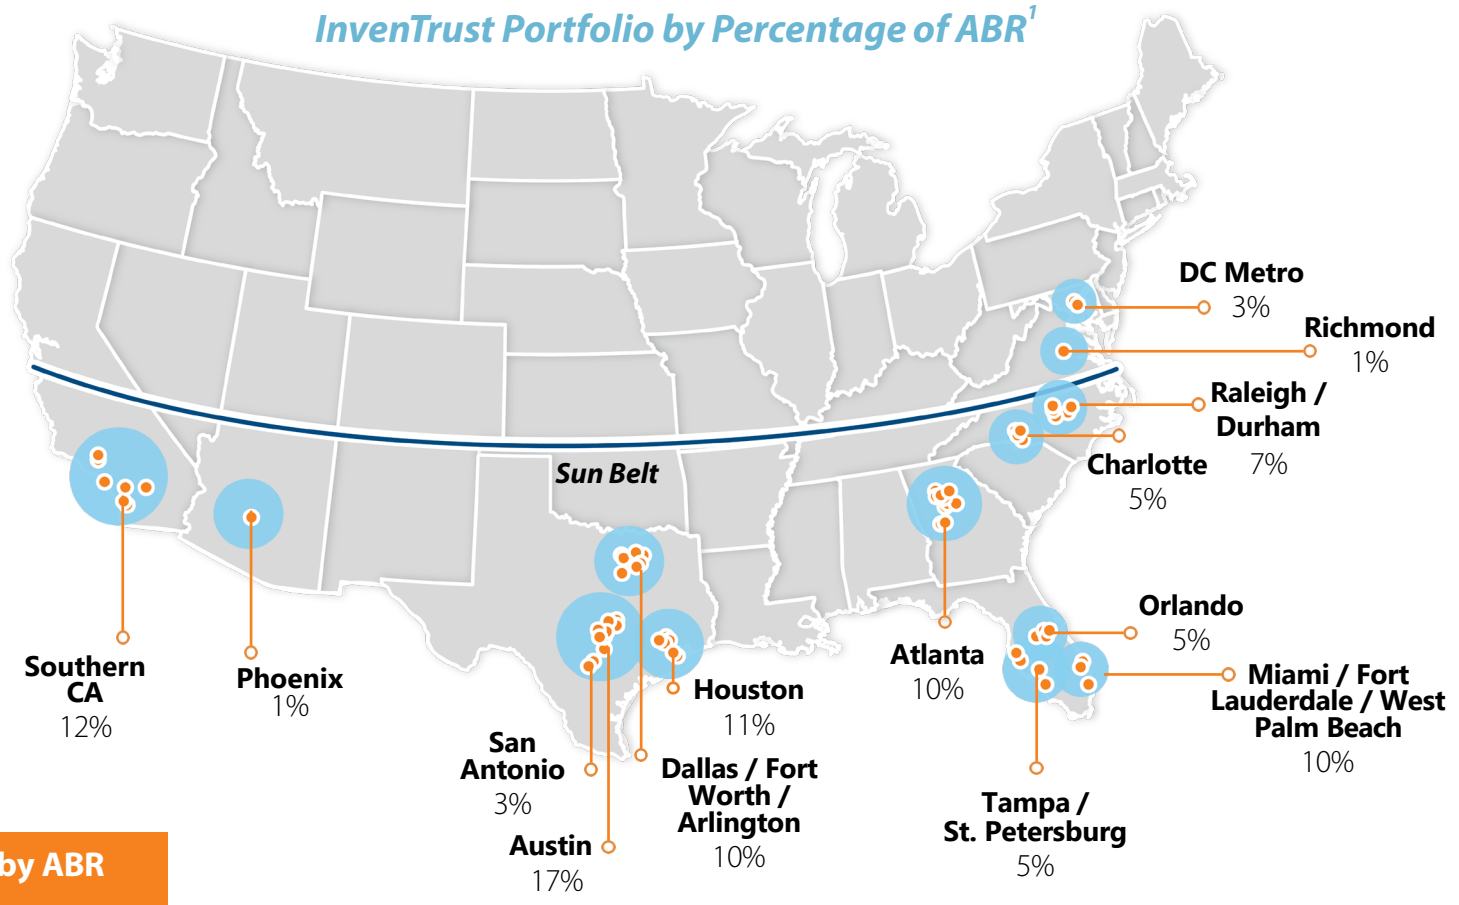 InvenTrust Portfolio by Percentage of ABR1
DC Metro
3%
Richmond
1%
Raleigh /
Durham
7%
Charlotte
5%
Sun Belt
Southern
CA
12%
Phoenix
1%
San
Antonio
3%
Austin
17%
Dallas / Fort
Worth /
Arlington
10%
Houston
11%
Atlanta
10%
Orlando
5%
Miami / Fort
Lauderdale / West
Palm Beach
10%
Tampa /
St. Petersburg
5%
by ABR